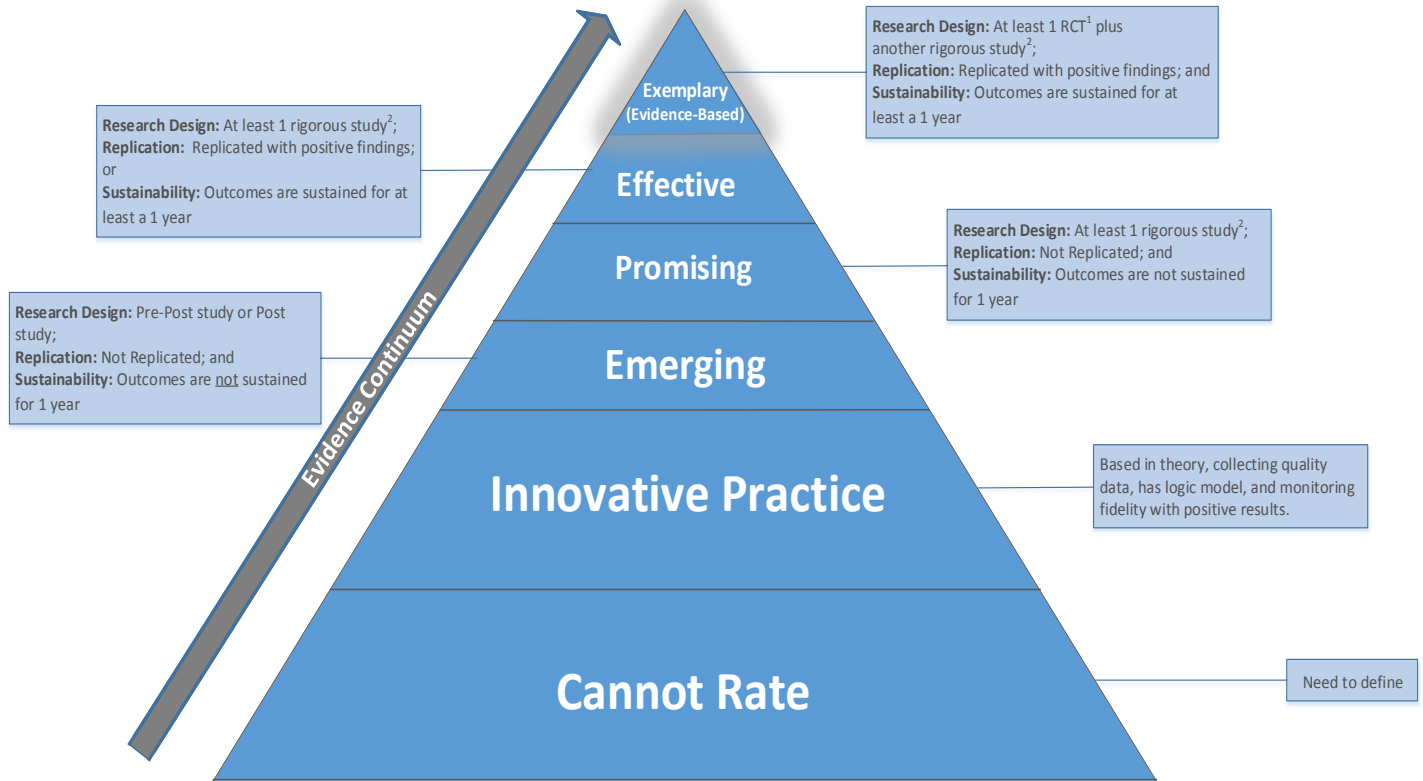 Research Design: At least 1 RCT¹ plus
another rigorous study²;
Replication: Replicated with positive findings; and
Sustainability: Outcomes are sustained for at
least a 1 year
Exemplary
(Evidence-Based)
Research Design: At least 1 rigorous study²;
Replication: Replicated with positive findings;
or
Sustainability: Outcomes are sustained for at
least a 1 year
Effective
Research Design: At least 1 rigorous study²;
Replication: Not Replicated; and
Sustainability: Outcomes are not sustained
for 1 year
Promising
Research Design: Pre-Post study or Post
study;
Replication: Not Replicated; and
Sustainability: Outcomes are not sustained
for 1 year
Emerging
Evidence Continuum
Innovative Practice
Based in theory, collecting quality
data, has logic model, and monitoring
fidelity with positive results.
Cannot Rate
Need to define